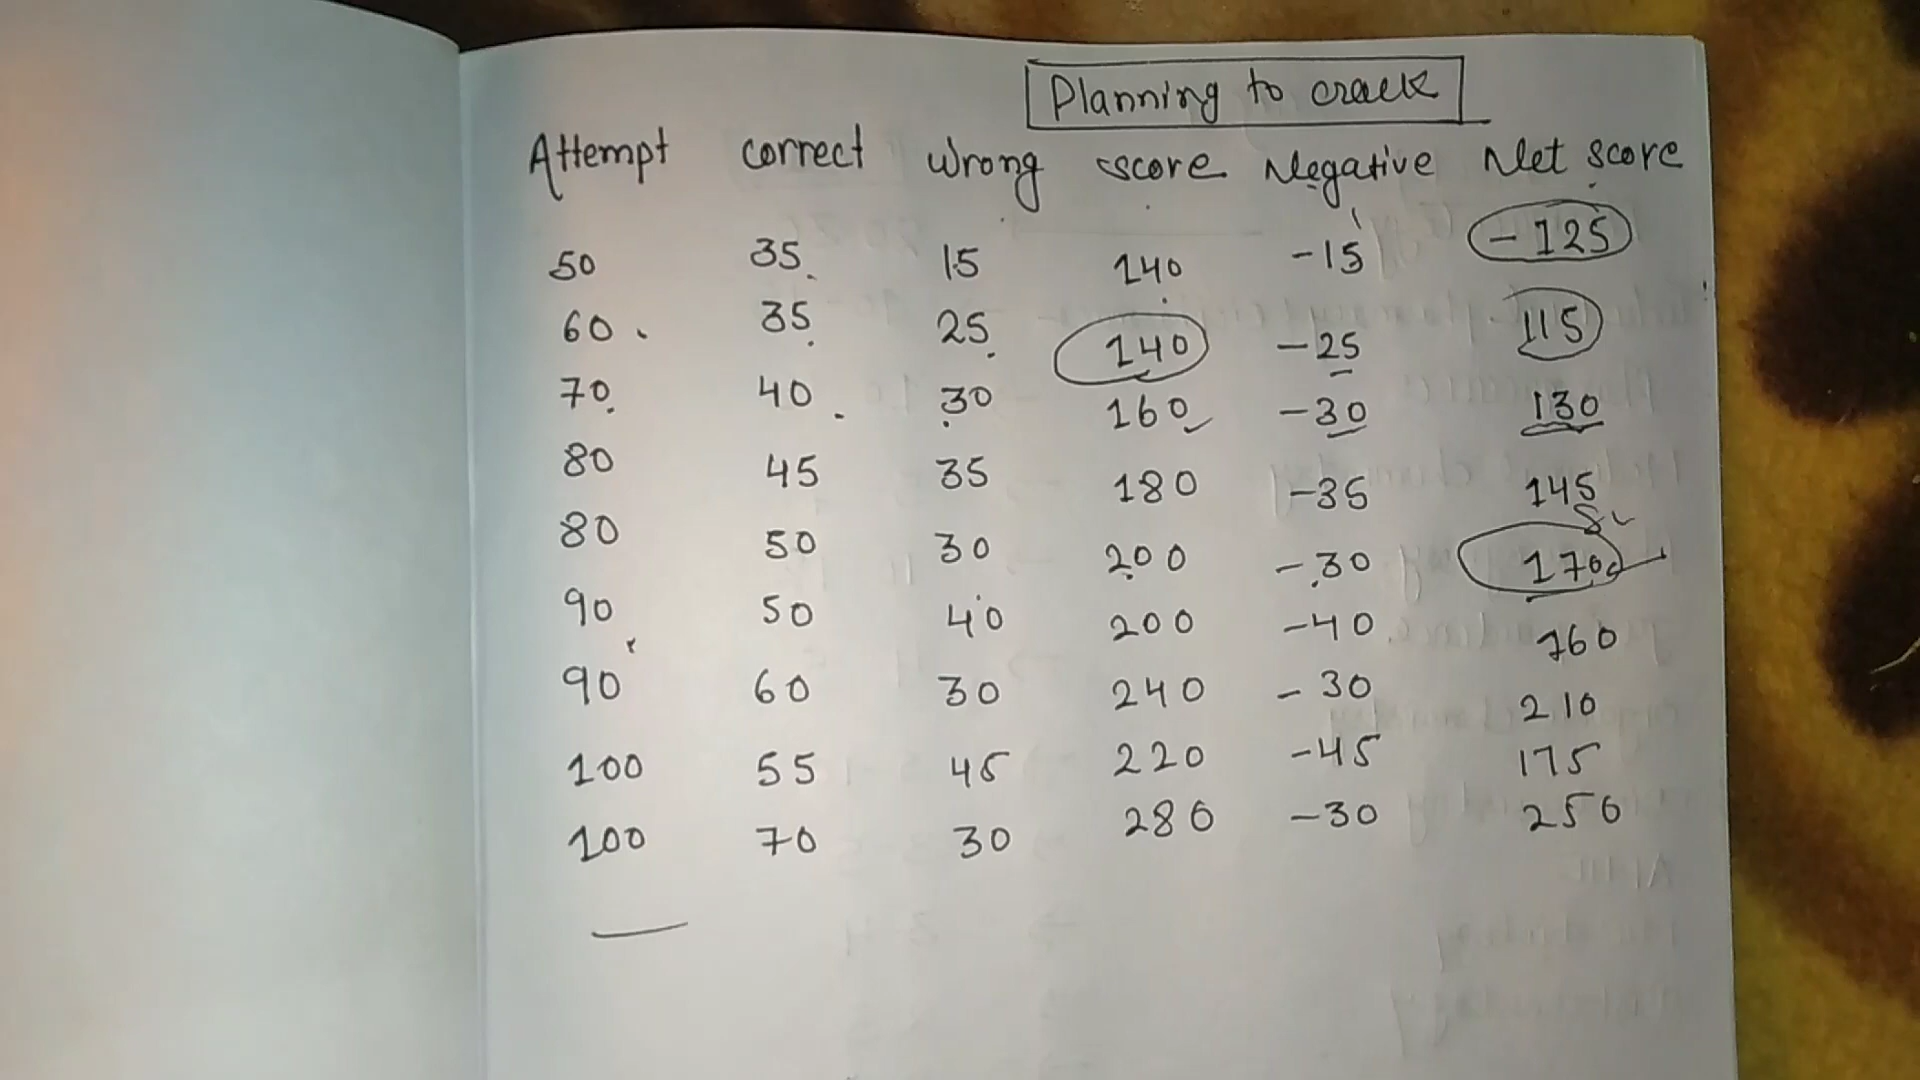 Planning to crack
Attempt correct Wrong score Negative Net score
50 35 15 140 -15 -125
60 35 25 140 -25 115
70 40 30 160 -30 130
80 45 35 180 -35 145
80 50 30 200 -30 170
90 50 40 200 -40 160
90 60 30 240 -30 210
100 55 45 220 -45 175
100 70 30 280 -30 250